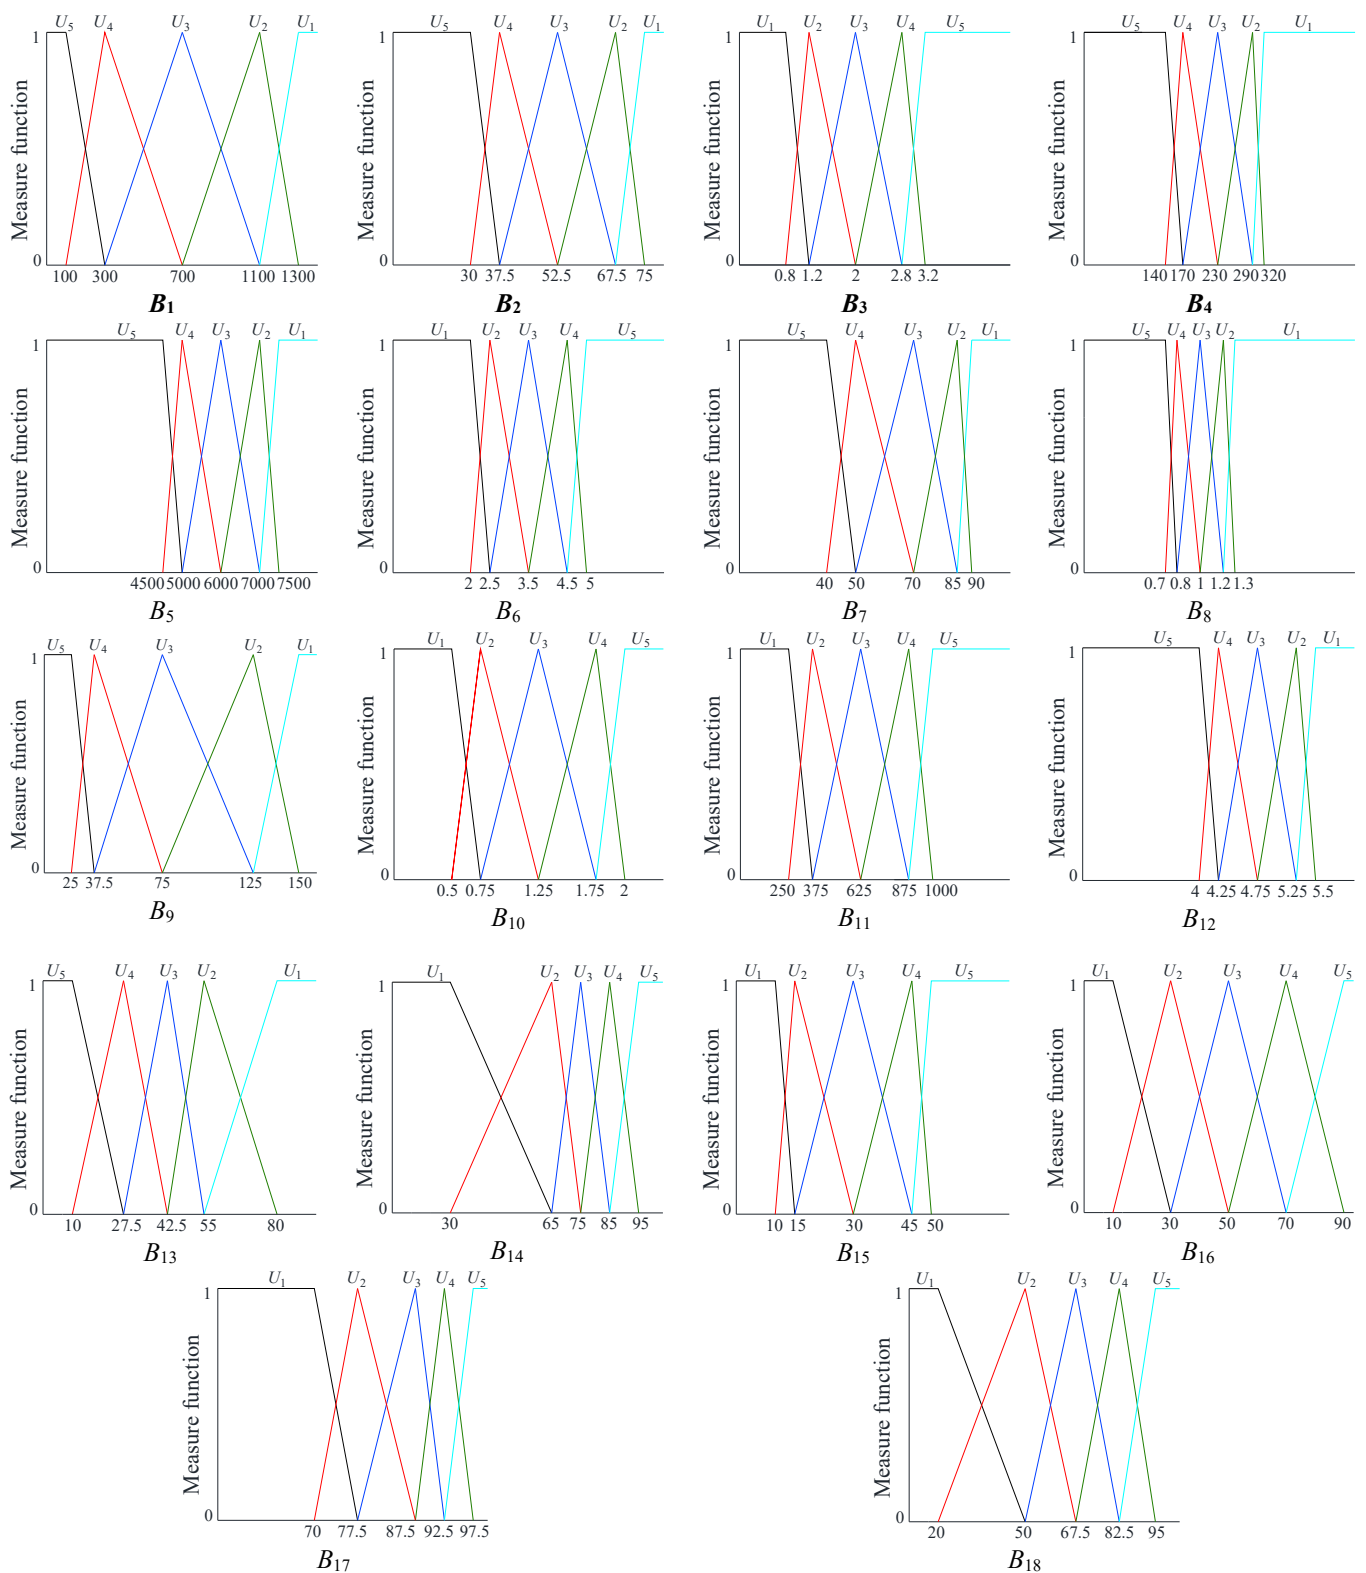 U5 U4 U3 U2 U1
1
Measure function
0
100 300 700 1100 1300
B1
U5 U4 U3 U2 U1
1
Measure function
0
30 37.5 52.5 67.5 75
B2
U1 U2 U3 U4 U5
1
Measure function
0
0.8 1.2 2 2.8 3.2
B3
U5 U4 U3 U2 U1
1
Measure function
0
140 170 230 290 320
B4
U5 U4 U3 U2 U1
1
Measure function
0
4500 5000 6000 7000 7500
B5
U1 U2 U3 U4 U5
1
Measure function
0
2 2.5 3.5 4.5 5
B6
U5 U4 U3 U2 U1
1
Measure function
0
40 50 70 85 90
B7
U5 U4 U3 U2 U1
1
Measure function
0
0.7 0.8 1 1.2 1.3
B8
U5 U4 U3 U2 U1
1
Measure function
0
25 37.5 75 125 150
B9
U1 U2 U3 U4 U5
1
Measure function
0
0.5 0.75 1.25 1.75 2
B10
U1 U2 U3 U4 U5
1
Measure function
0
250 375 625 875 1000
B11
U5 U4 U3 U2 U1
1
Measure function
0
4 4.25 4.75 5.25 5.5
B12
U5 U4 U3 U2 U1
1
Measure function
0
10 27.5 42.5 55 80
B13
U1 U2 U3 U4 U5
1
Measure function
0
30 65 75 85 95
B14
U1 U2 U3 U4 U5
1
Measure function
0
10 15 30 45 50
B15
U1 U2 U3 U4 U5
1
Measure function
0
10 30 50 70 90
B16
U1 U2 U3 U4 U5
1
Measure function
0
70 77.5 87.5 92.5 97.5
B17
U1 U2 U3 U4 U5
1
Measure function
0
20 50 67.5 82.5 95
B18